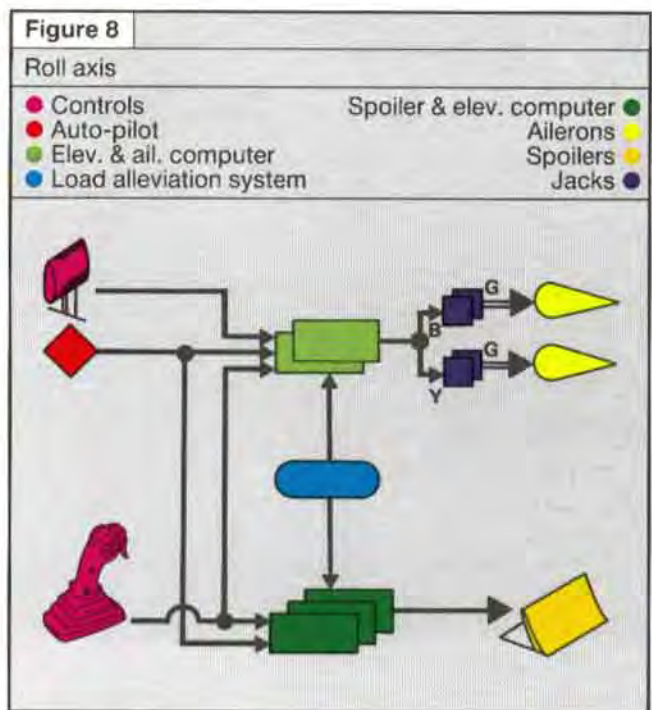 Figure 8
Roll axis
Controls
Auto-pilot
Elev. & ail. computer
Load alleviation system
Spoiler & elev. computer
Ailerons
Spoilers
Jacks
G
B
G
Y